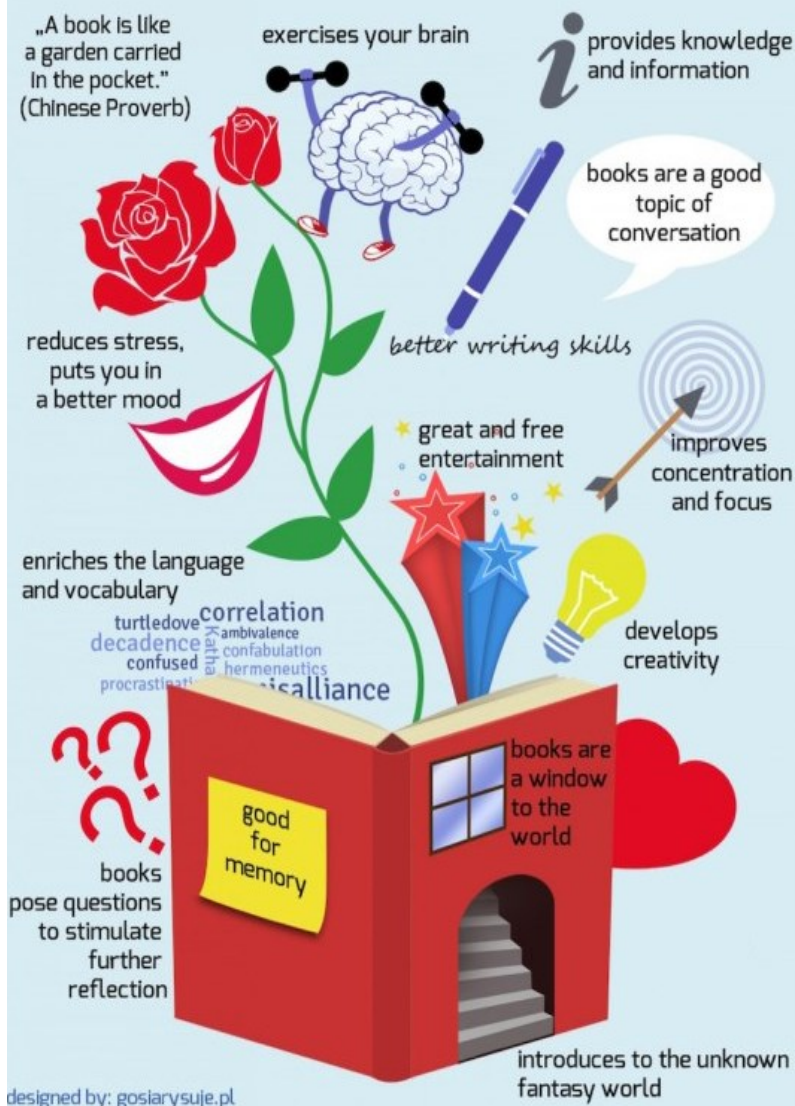 „A book is like
a garden carried
in the pocket.”
(Chinese Proverb)
exercises your brain
provides knowledge
and information
books are a good
topic of
conversation
better writing skills
reduces stress,
puts you in
a better mood
great and free
entertainment
improves
concentration
and focus
enriches the language
and vocabulary
turtledove
correlation
decadence
Katha
ambivalence
confabulation
confused
hermeneutics
develops
creativity
books are
a window
to the
world
good
for
memory
books
pose questions
to stimulate
further
reflection
introduces to the unknown
fantasy world
designed by: gosiarysuje.pl